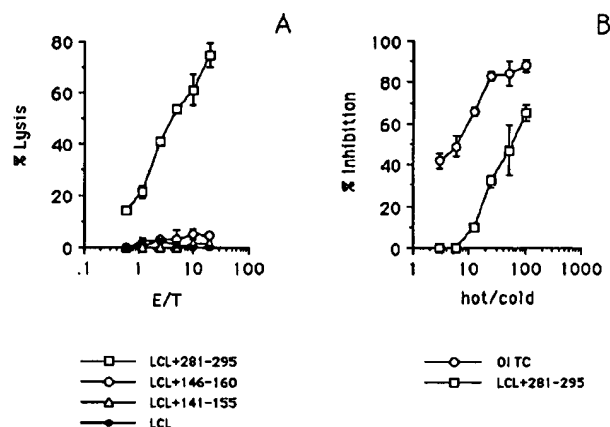 A
80
60
40
20
0
% Lysis
.1
1
10
100
E/T
LCL+281-295
LCL+146-160
LCL+141-155
LCL
B
100
80
60
40
20
0
% Inhibition
1
10
100
1000
hot/cold
OITC
LCL+281-295